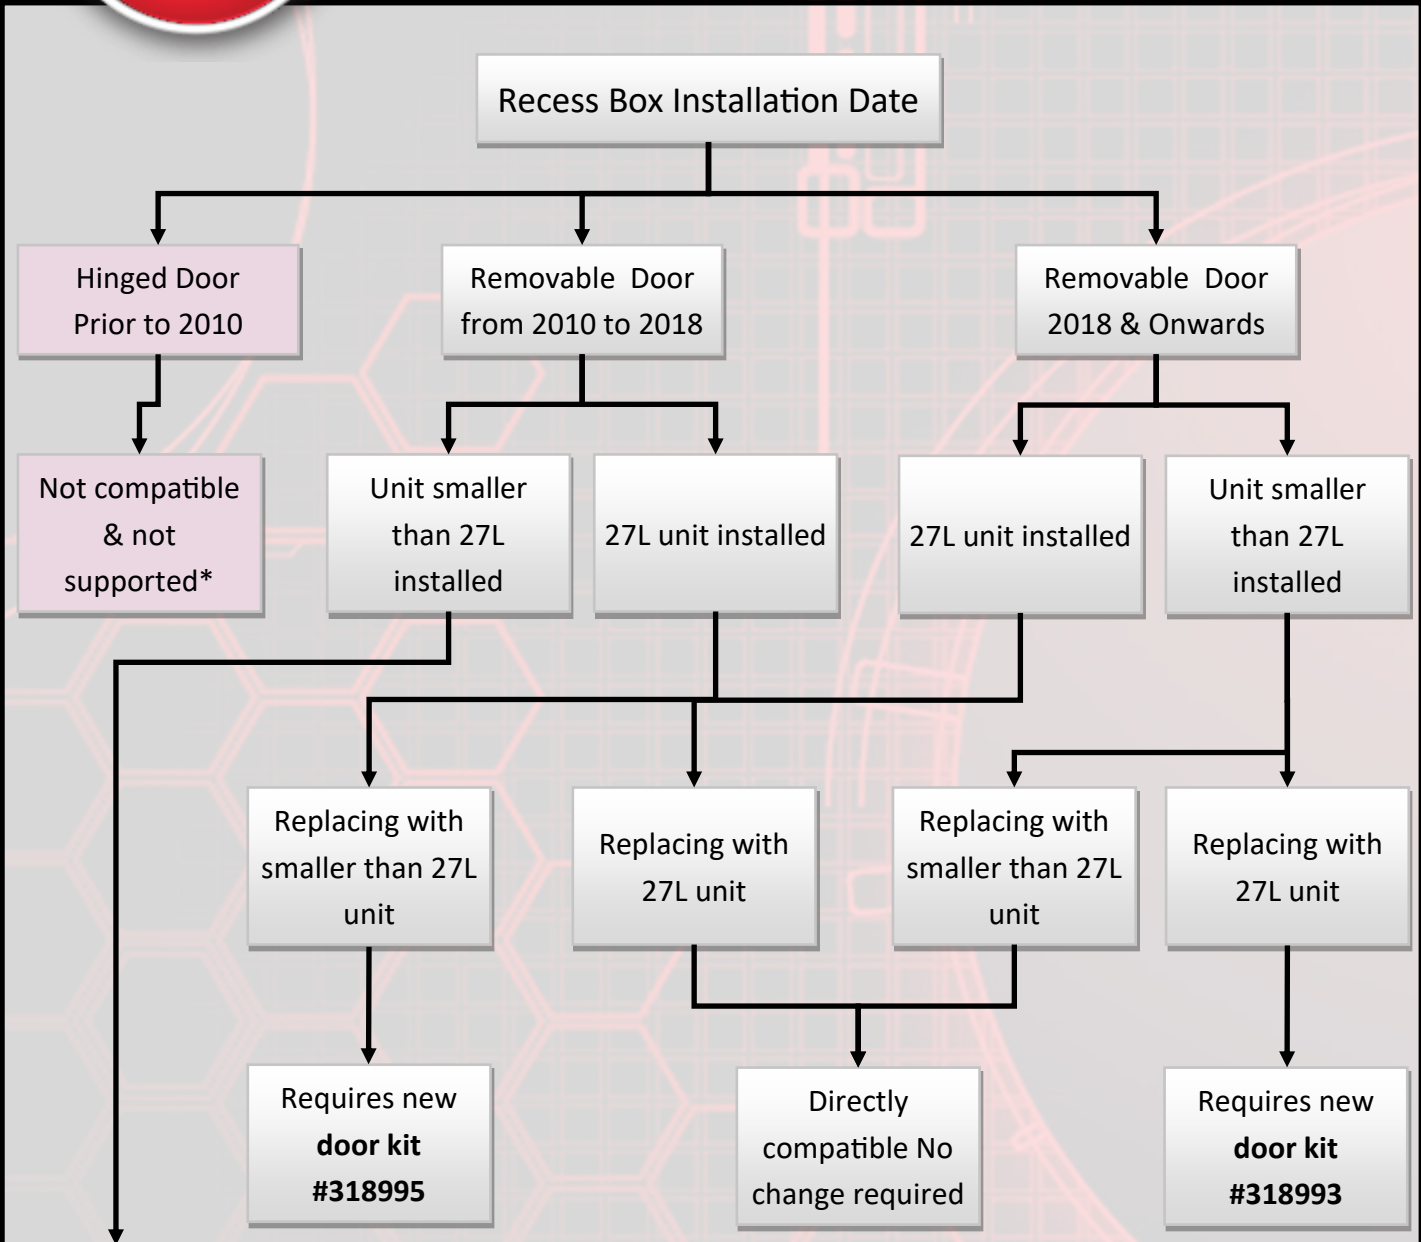 Recess Box Installation Date
Hinged Door
Prior to 2010
Removable Door
from 2010 to 2018
Removable Door
2018 & Onwards
Not compatible
& not
supported*
Unit smaller
than 27L
installed
27L unit installed
27L unit installed
Unit smaller
than 27L
installed
Replacing with
smaller than 27L
unit
Replacing with
27L unit
Replacing with
smaller than 27L
unit
Replacing with
27L unit
Requires new
door kit
#318995
Directly
compatible No
change required
Requires new
door kit
#318993